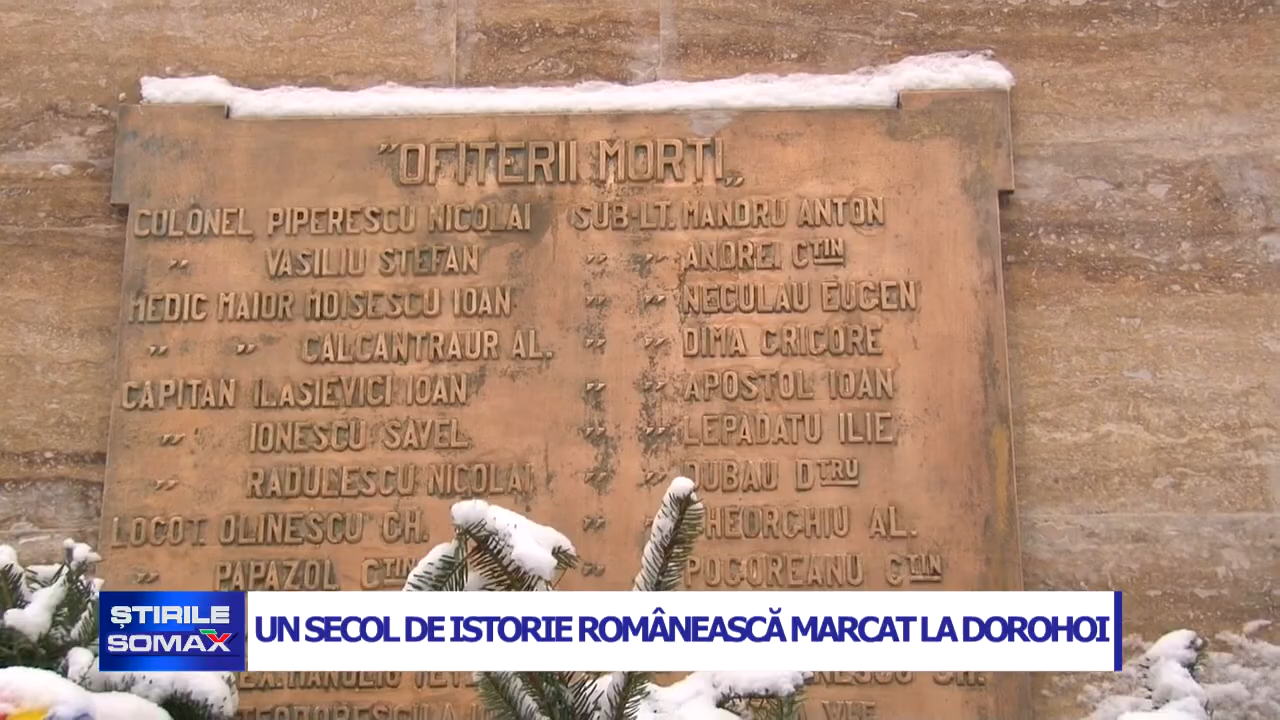 "OFITERII MORTI„
COLONEL PIPERESCU NICOLAI
" VASILIU STEFAN
MEDIC MAIOR MOISESCU IOAN
" " CALCANTRAUR AL.
CAPITAN ILASIEVICI IOAN
" IONESCU SAVEL
" RADULESCU NICOLAI
LOCOT OLINESCU GH.
" PAPAZOL CTIN
SUB-LT. MANDRU ANTON
" " ANDREI CTIN
" " NECULAU EUGEN
" " DIMA GRIGORE
" " APOSTOL IOAN
" " LEPADATU ILIE
" " DUBAU DTRU
" GHEORGHIU AL.
" POGOREANU CTIN
ȘTIRILE
SOMAX
UN SECOL DE ISTORIE ROMÂNEASCĂ MARCAT LA DOROHOI